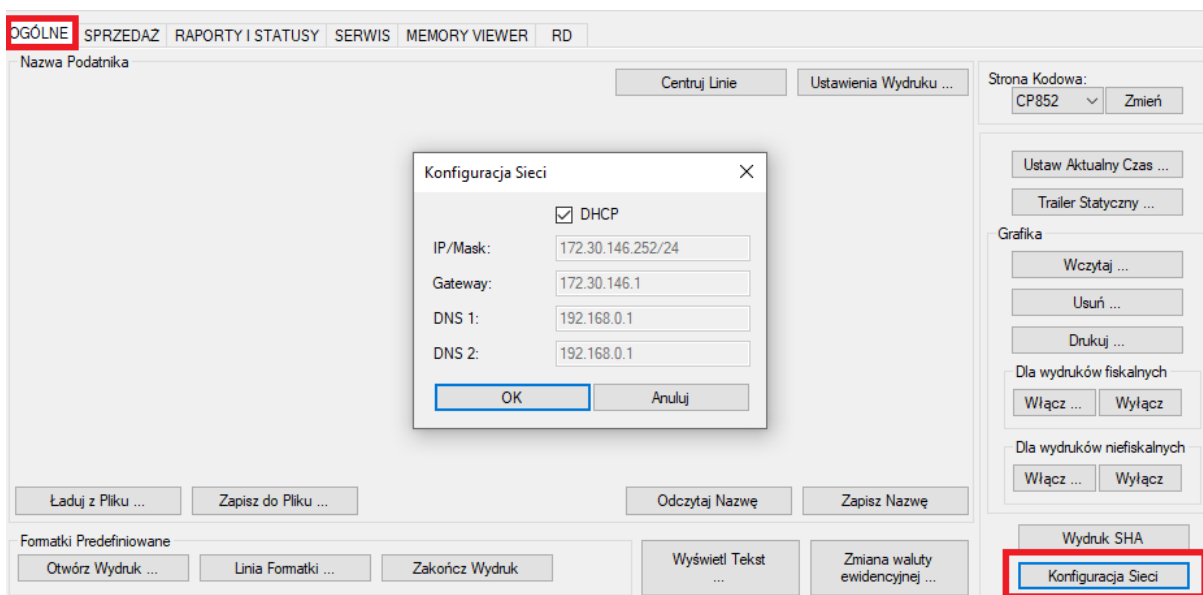 OGÓLNE SPRZEDAŻ RAPORTY I STATUSY SERWIS MEMORY VIEWER RD
Nazwa Podatnika
Centruj Linie
Ustawienia Wydruku ...
Strona Kodowa:
CP852
Zmień
Ustaw Aktualny Czas ...
Trailer Statyczny ...
Grafika
Wczytaj ...
Usuń ...
Drukuj ...
Dla wydruków fiskalnych
Włącz ... Wyłącz
Dla wydruków niefiskalnych
Włącz ... Wyłącz
Konfiguracja Sieci
DHCP
IP/Mask: 172.30.146.252/24
Gateway: 172.30.146.1
DNS 1: 192.168.0.1
DNS 2: 192.168.0.1
OK Anuluj
Ładuj z Pliku ...
Zapisz do Pliku ...
Odczytaj Nazwę
Zapisz Nazwę
Formatki Predefiniowane
Otwórz Wydruk ...
Linia Formatki ...
Zakończ Wydruk
Wyświetl Tekst
...
Zmiana waluty
ewidencyjnej ...
Wydruk SHA
Konfiguracja Sieci